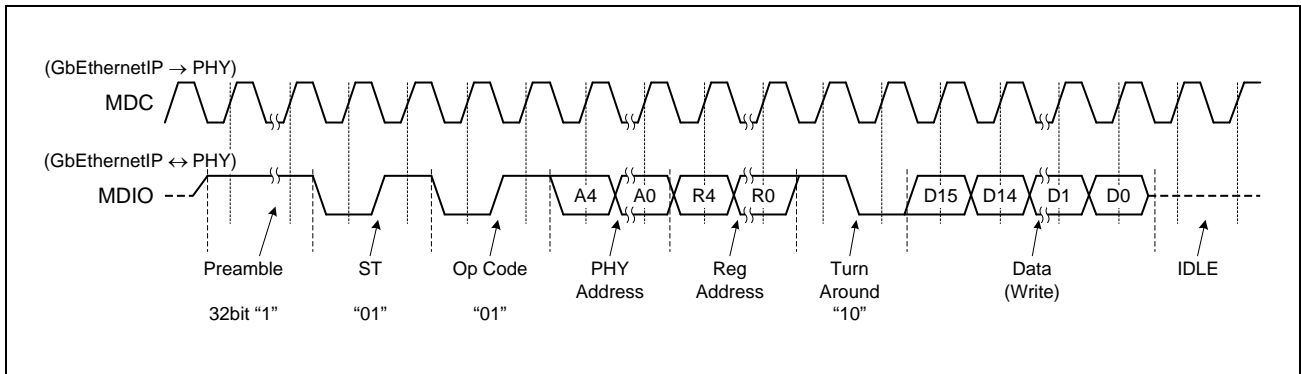 (GbEthernetIP → PHY)
MDC
(GbEthernetIP ↔ PHY)
MDIO
A4 A0 R4 R0 D15 D14 D1 D0
Preamble ST Op Code PHY Reg Turn Data IDLE
Address Address Around (Write)
32bit “1” “01” “01” “10”